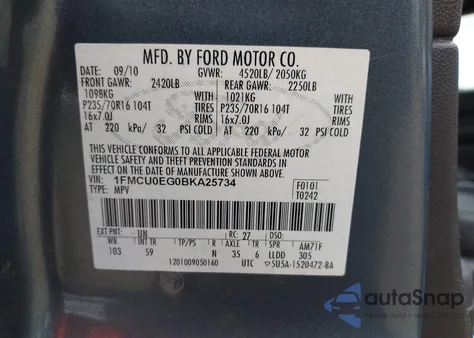 MFD. BY FORD MOTOR CO.
DATE: 09/10 GVWR: 4520LB/ 2050KG
FRONT GAWR: 2420LB REAR GAWR: 2250LB
1098KG 1021KG
P235/70R16 104T TIRES P235/70R16 104T TIRES
16x7.0J RIMS 16x7.0J RIMS
AT 220 kPa/ 32 PSI COLD AT 220 kPa/ 32 PSI COLD
THIS VEHICLE CONFORMS TO ALL APPLICABLE FEDERAL MOTOR
VEHICLE SAFETY AND THEFT PREVENTION STANDARDS IN
EFFECT ON THE DATE OF MANUFACTURE SHOWN ABOVE.
VIN: 1FMCU0EG0BKA25734 F0101
TYPE: MPV T0242
EXT PNT: UN RC: 27 DSO:
WB INT TR TP/PS R AXLE TR SPR AM71F
103 59 N 35 6 LLDD 305
1201009050160 UTC 5U5A-1520472-BA
autoSnap